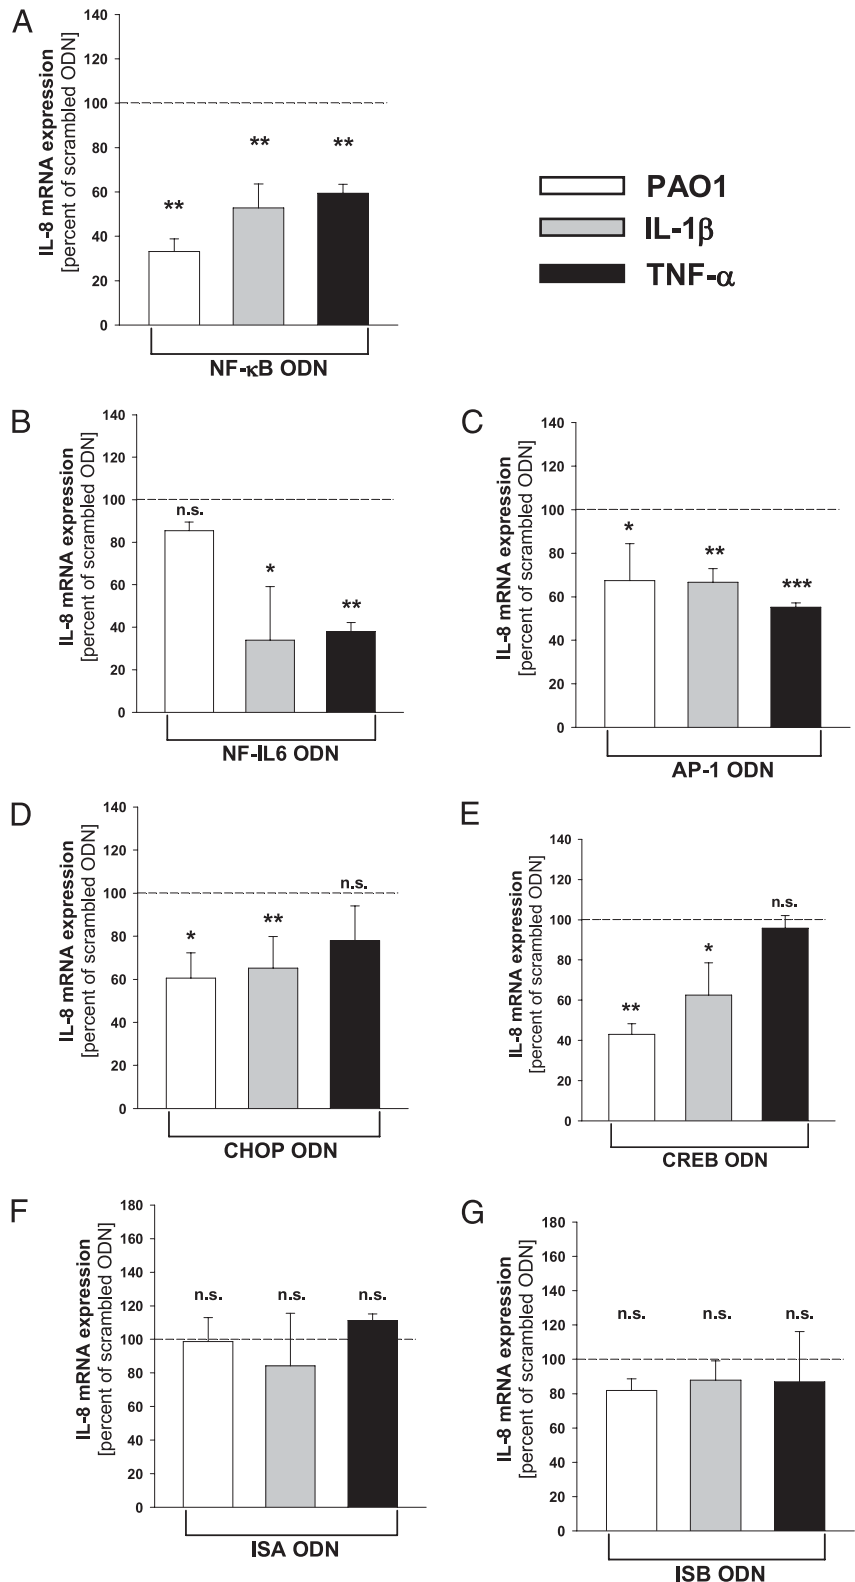 A
IL-8 mRNA expression
[percent of scrambled ODN]
140
120
100
80
60
40
20
0
**
**
**
NF-κB ODN
PAO1
IL-1β
TNF-α
B
IL-8 mRNA expression
[percent of scrambled ODN]
140
120
100
80
60
40
20
0
n.s.
*
**
NF-IL6 ODN
C
IL-8 mRNA expression
[percent of scrambled ODN]
140
120
100
80
60
40
20
0
*
**
***
AP-1 ODN
D
IL-8 mRNA expression
[percent of scrambled ODN]
140
120
100
80
60
40
20
0
*
**
n.s.
CHOP ODN
E
IL-8 mRNA expression
[percent of scrambled ODN]
140
120
100
80
60
40
20
0
**
*
n.s.
CREB ODN
F
IL-8 mRNA expression
[percent of scrambled ODN]
180
160
140
120
100
80
60
40
20
0
n.s.
n.s.
n.s.
ISA ODN
G
IL-8 mRNA expression
[percent of scrambled ODN]
180
160
140
120
100
80
60
40
20
0
n.s.
n.s.
n.s.
ISB ODN